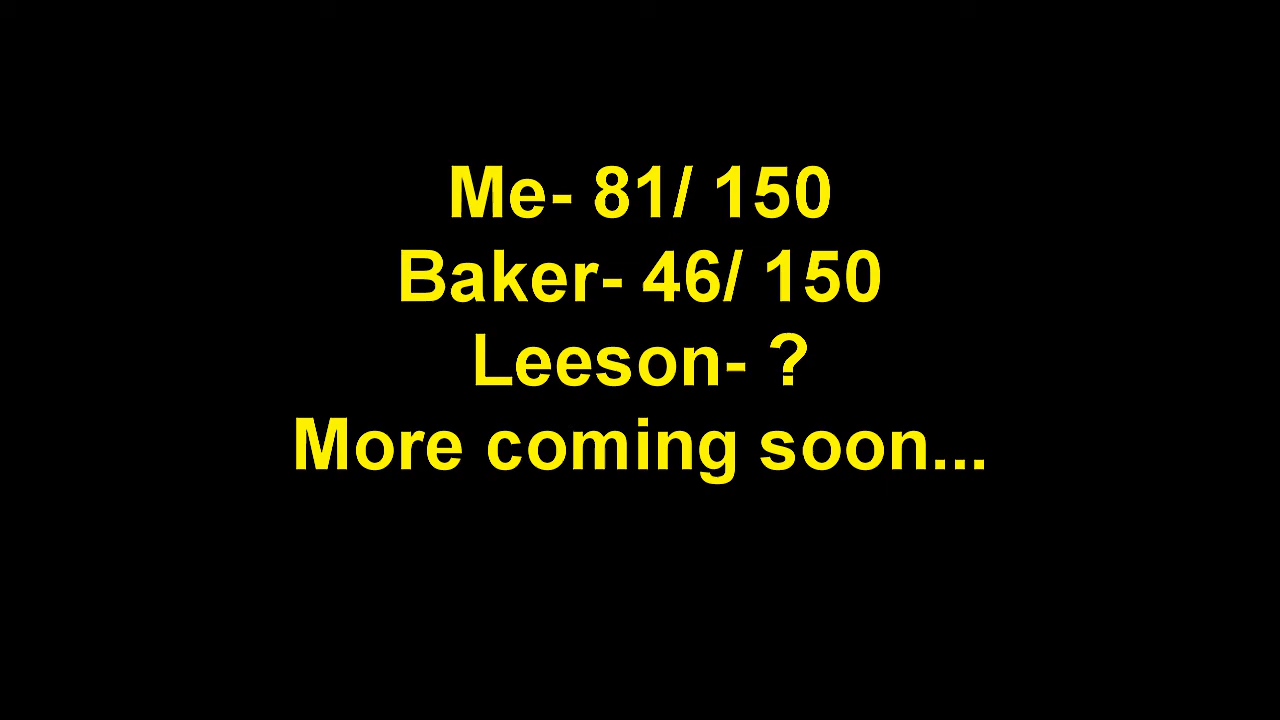 Me- 81/ 150
Baker- 46/ 150
Leeson- ?
More coming soon...